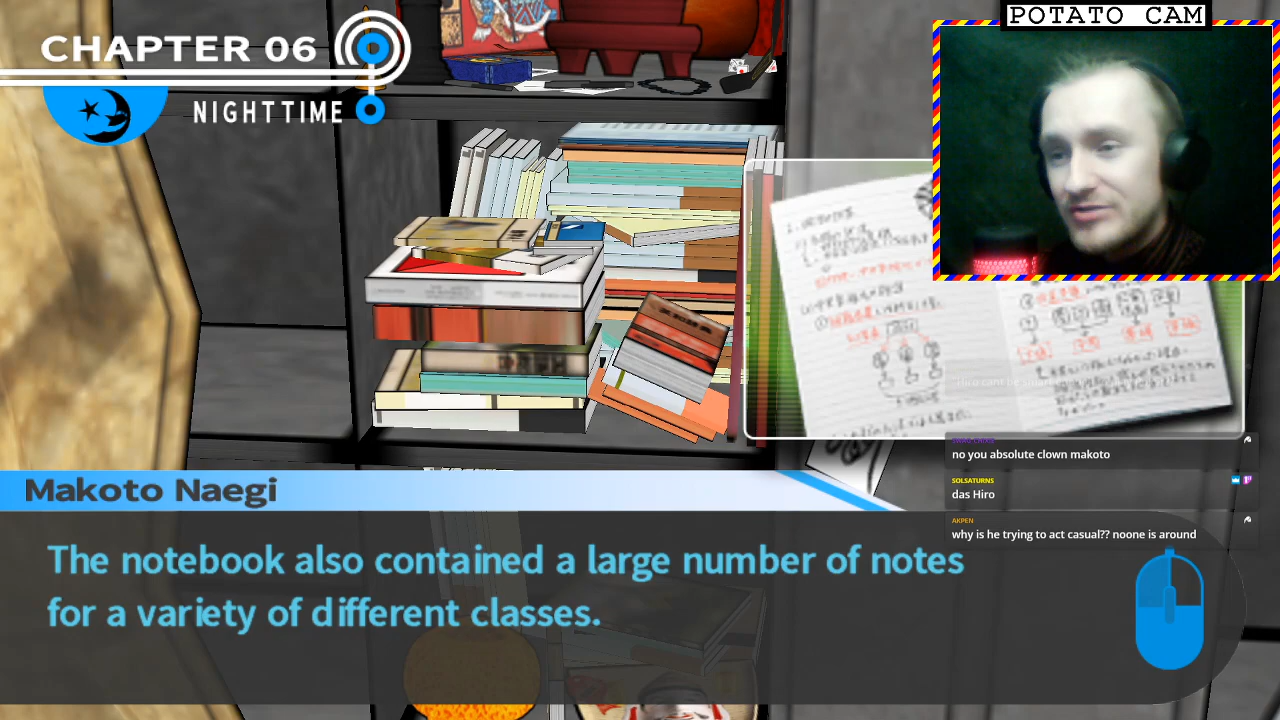 POTATO CAM
CHAPTER 06
NIGHTTIME
no you absolute clown makoto
SOLSATURNS
das Hiro
AKPEN
why is he trying to act casual?? noone is around
Makoto Naegi
The notebook also contained a large number of notes
for a variety of different classes.